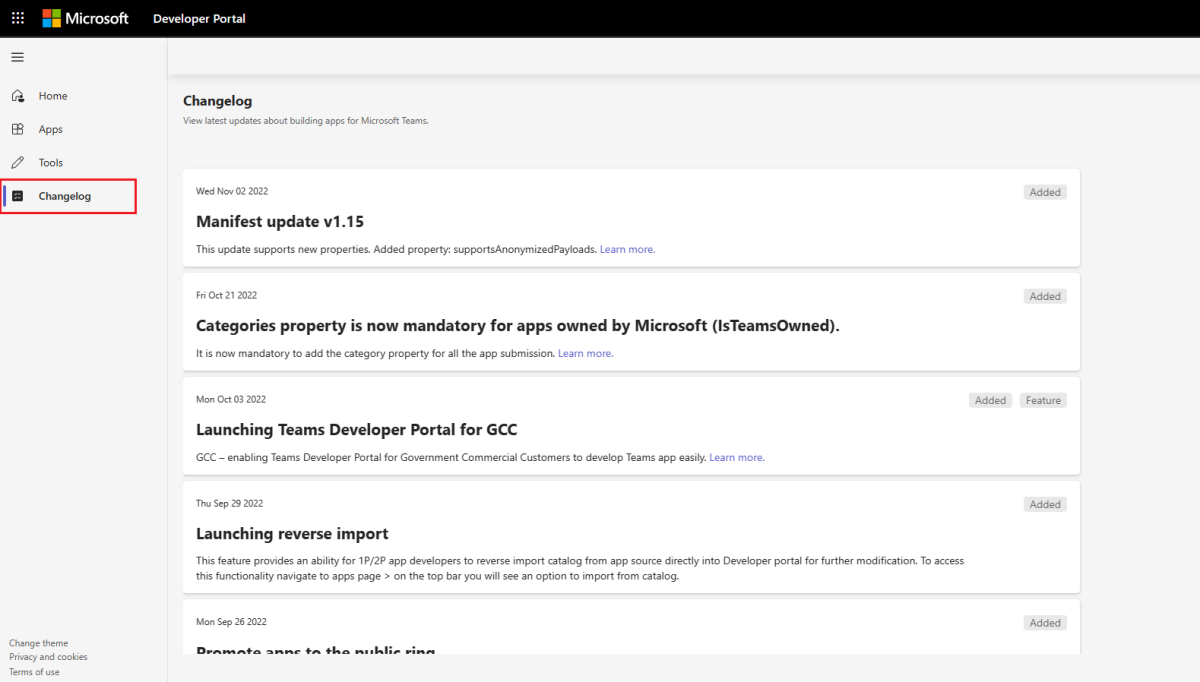 Microsoft Developer Portal
Home
Apps
Tools
Changelog
Changelog
View latest updates about building apps for Microsoft Teams.
Wed Nov 02 2022 Added
Manifest update v1.15
This update supports new properties. Added property: supportsAnonymizedPayloads. Learn more.
Fri Oct 21 2022 Added
Categories property is now mandatory for apps owned by Microsoft (IsTeamsOwned).
It is now mandatory to add the category property for all the app submission. Learn more.
Mon Oct 03 2022 Added Feature
Launching Teams Developer Portal for GCC
GCC – enabling Teams Developer Portal for Government Commercial Customers to develop Teams app easily. Learn more.
Thu Sep 29 2022 Added
Launching reverse import
This feature provides an ability for 1P/2P app developers to reverse import catalog from app source directly into Developer portal for further modification. To access
this functionality navigate to apps page > on the top bar you will see an option to import from catalog.
Mon Sep 26 2022 Added
Promote apps to the public ring
Change theme
Privacy and cookies
Terms of use